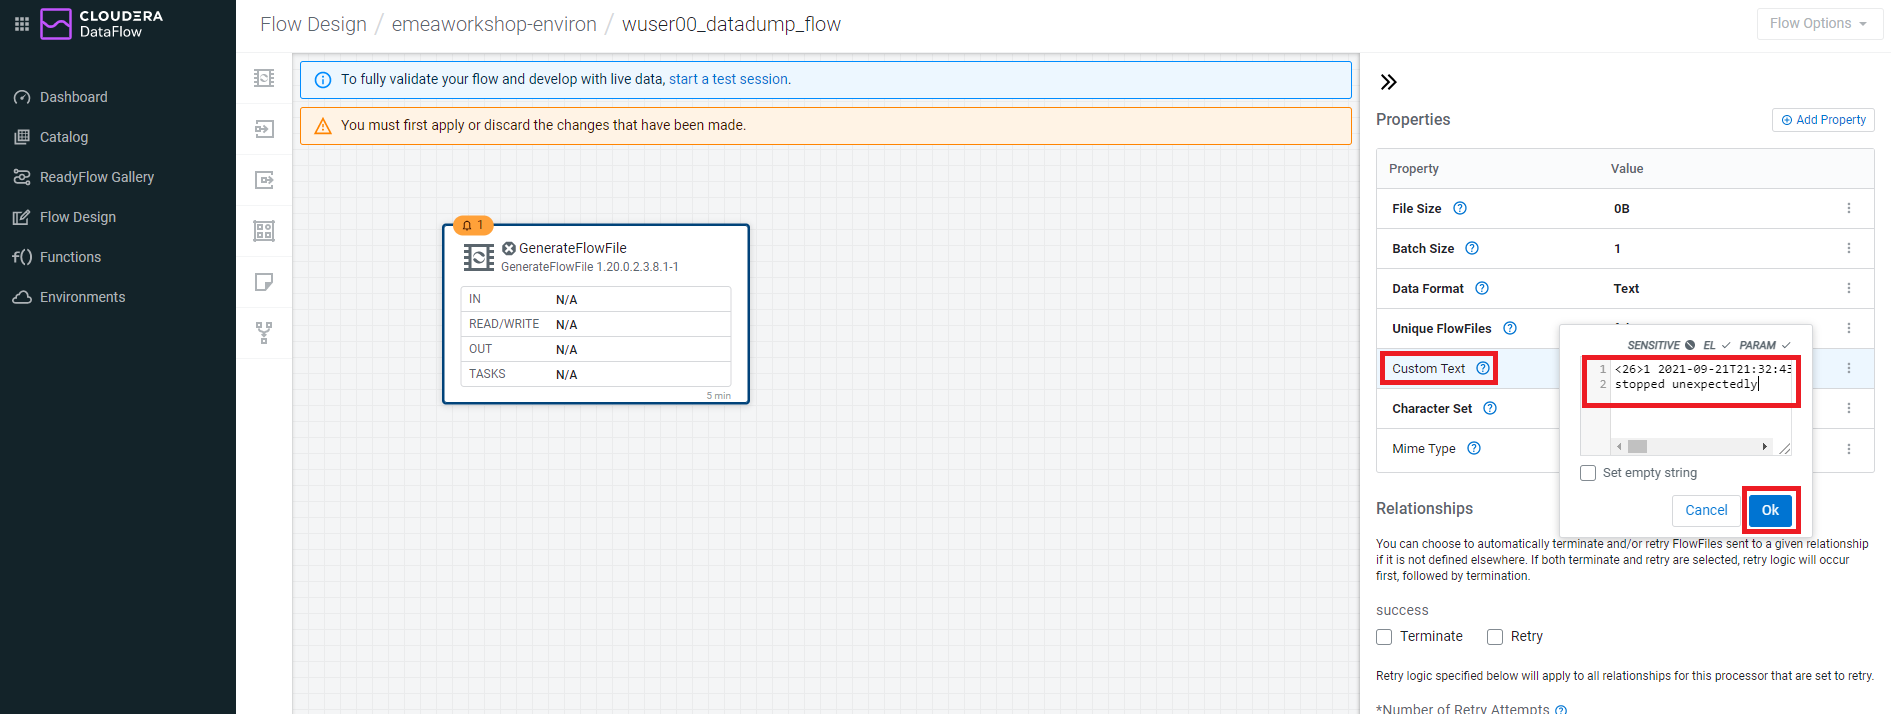 CLOUDERA
DataFlow
Dashboard
Catalog
ReadyFlow Gallery
Flow Design
Functions
Environments
Flow Design / emeaworkshop-environ / wuser00_datadump_flow
Flow Options
To fully validate your flow and develop with live data, start a test session.
You must first apply or discard the changes that have been made.
1
GenerateFlowFile
GenerateFlowFile 1.20.0.2.3.8.1-1
IN N/A
READ/WRITE N/A
OUT N/A
TASKS N/A
5 min
Properties
Add Property
Property Value
File Size 0B
Batch Size 1
Data Format Text
Unique FlowFiles
Custom Text
Character Set
Mime Type
SENSITIVE EL PARAM
1 <26>1 2021-09-21T21:32:43
2 stopped unexpectedly
Set empty string
Cancel Ok
Relationships
You can choose to automatically terminate and/or retry FlowFiles sent to a given relationship
if it is not defined elsewhere. If both terminate and retry are selected, retry logic will occur
first, followed by termination.
success
Terminate Retry
Retry logic specified below will apply to all relationships for this processor that are set to retry.
*Number of Retry Attempts